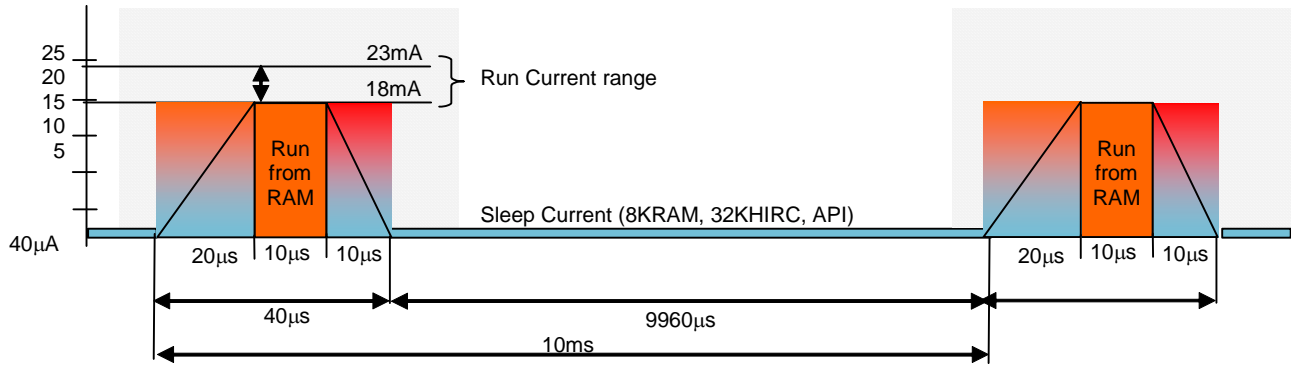 25
23mA
20
Run Current range
18mA
15
10
5
Run
from
RAM
Run
from
RAM
Sleep Current (8KRAM, 32KHIRC, API)
40µA
20µs
10µs
10µs
20µs
10µs
10µs
40µs
9960µs
10ms